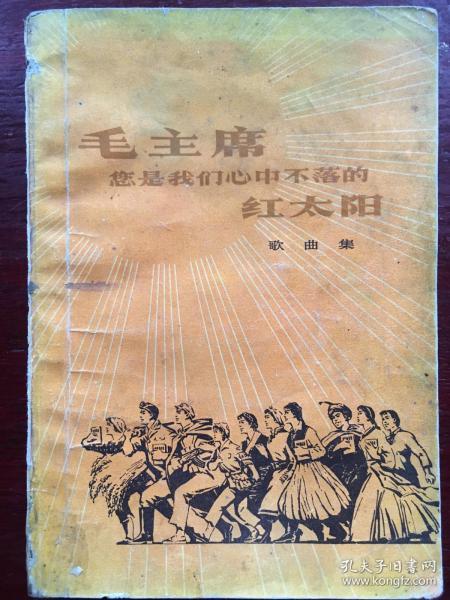 毛主席
您是我们心中不落的
红太阳
歌曲集
孔夫子旧书网
www.kongfz.com